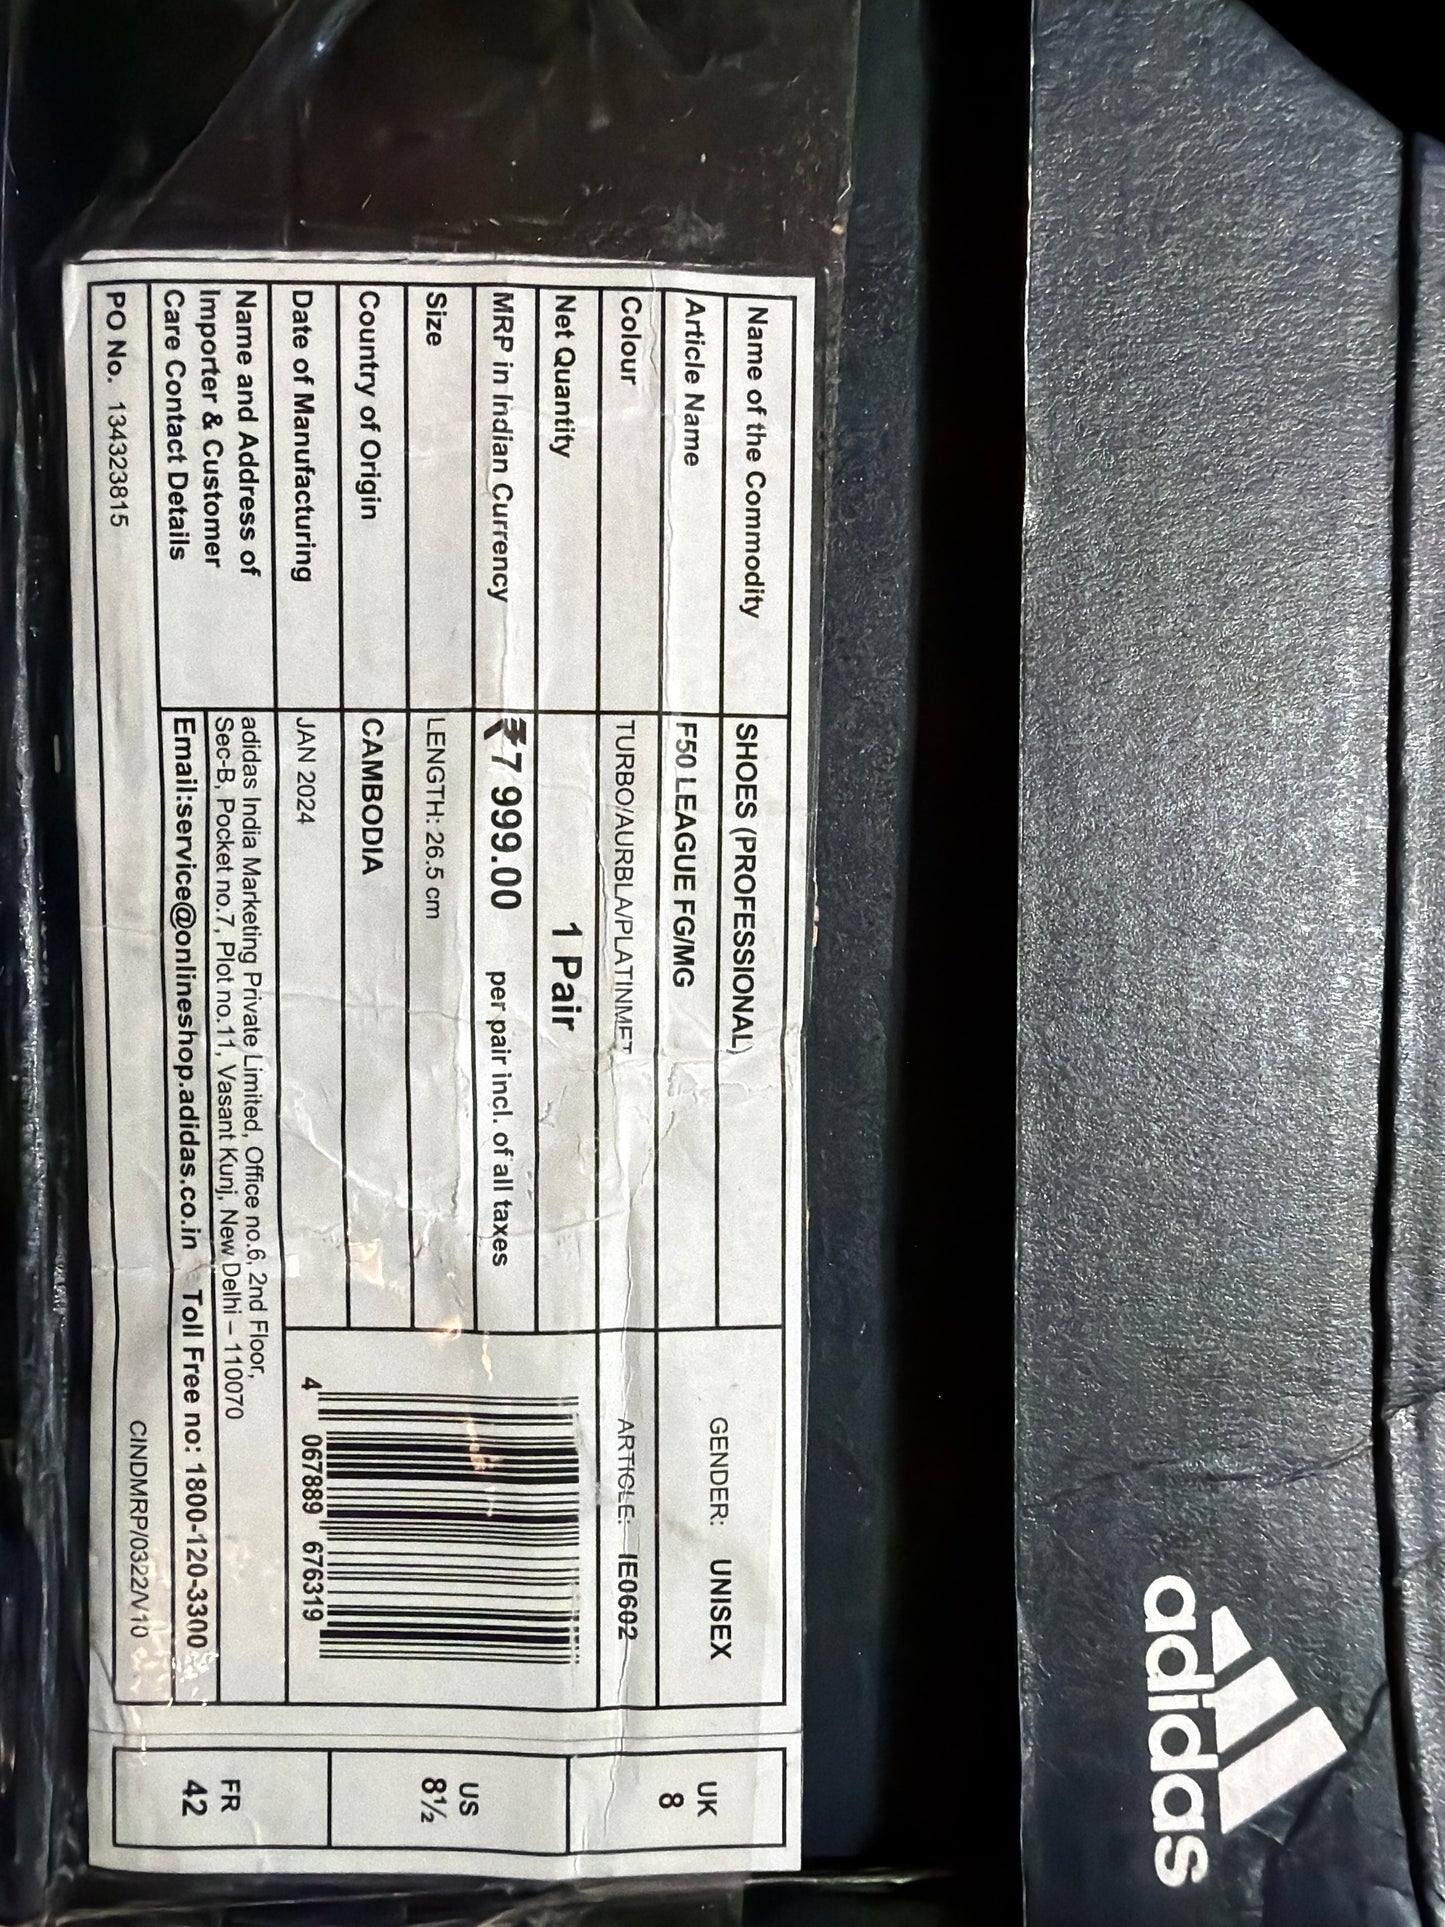 Name of the Commodity SHOES (PROFESSIONAL)
GENDER: UNISEX
Article Name F50 LEAGUE FG/MG
Colour TURBO/AURBLA/PLATINMET
ARTICLE: IE0602
Net Quantity 1 Pair
MRP in Indian Currency ₹7 999.00 per pair incl. of all taxes
Size LENGTH: 26.5 cm
Country of Origin CAMBODIA
Date of Manufacturing JAN 2024
4 067889 676319
Name and Address of
Importer & Customer
Care Contact Details
adidas India Marketing Private Limited, Office no.6, 2nd Floor,
Sec-B, Pocket no.7, Plot no.11, Vasant Kunj, New Delhi – 110070
Email:service@onlineshop.adidas.co.in Toll Free no: 1800-120-3300
PO No. 134323815
CINDMRP/0322/V10
UK
8
US
8½
FR
42
adidas